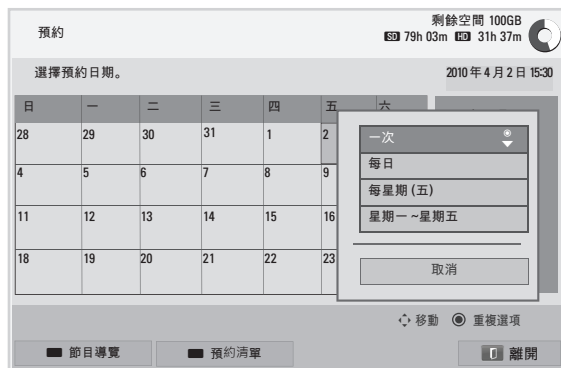 預約
剩餘空間 100GB
SD 79h 03m HD 31h 37m
選擇預約日期。
2010 年 4 月 2 日 15:30
日 一 二 三 四 五 六
28 29 30 31 1 2
4 5 6 7 8 9
11 12 13 14 15 16
18 19 20 21 22 23
一次
每日
每星期 (五)
星期一 ~星期五
取消
移動 重複選項
節目導覽 預約清單 離開